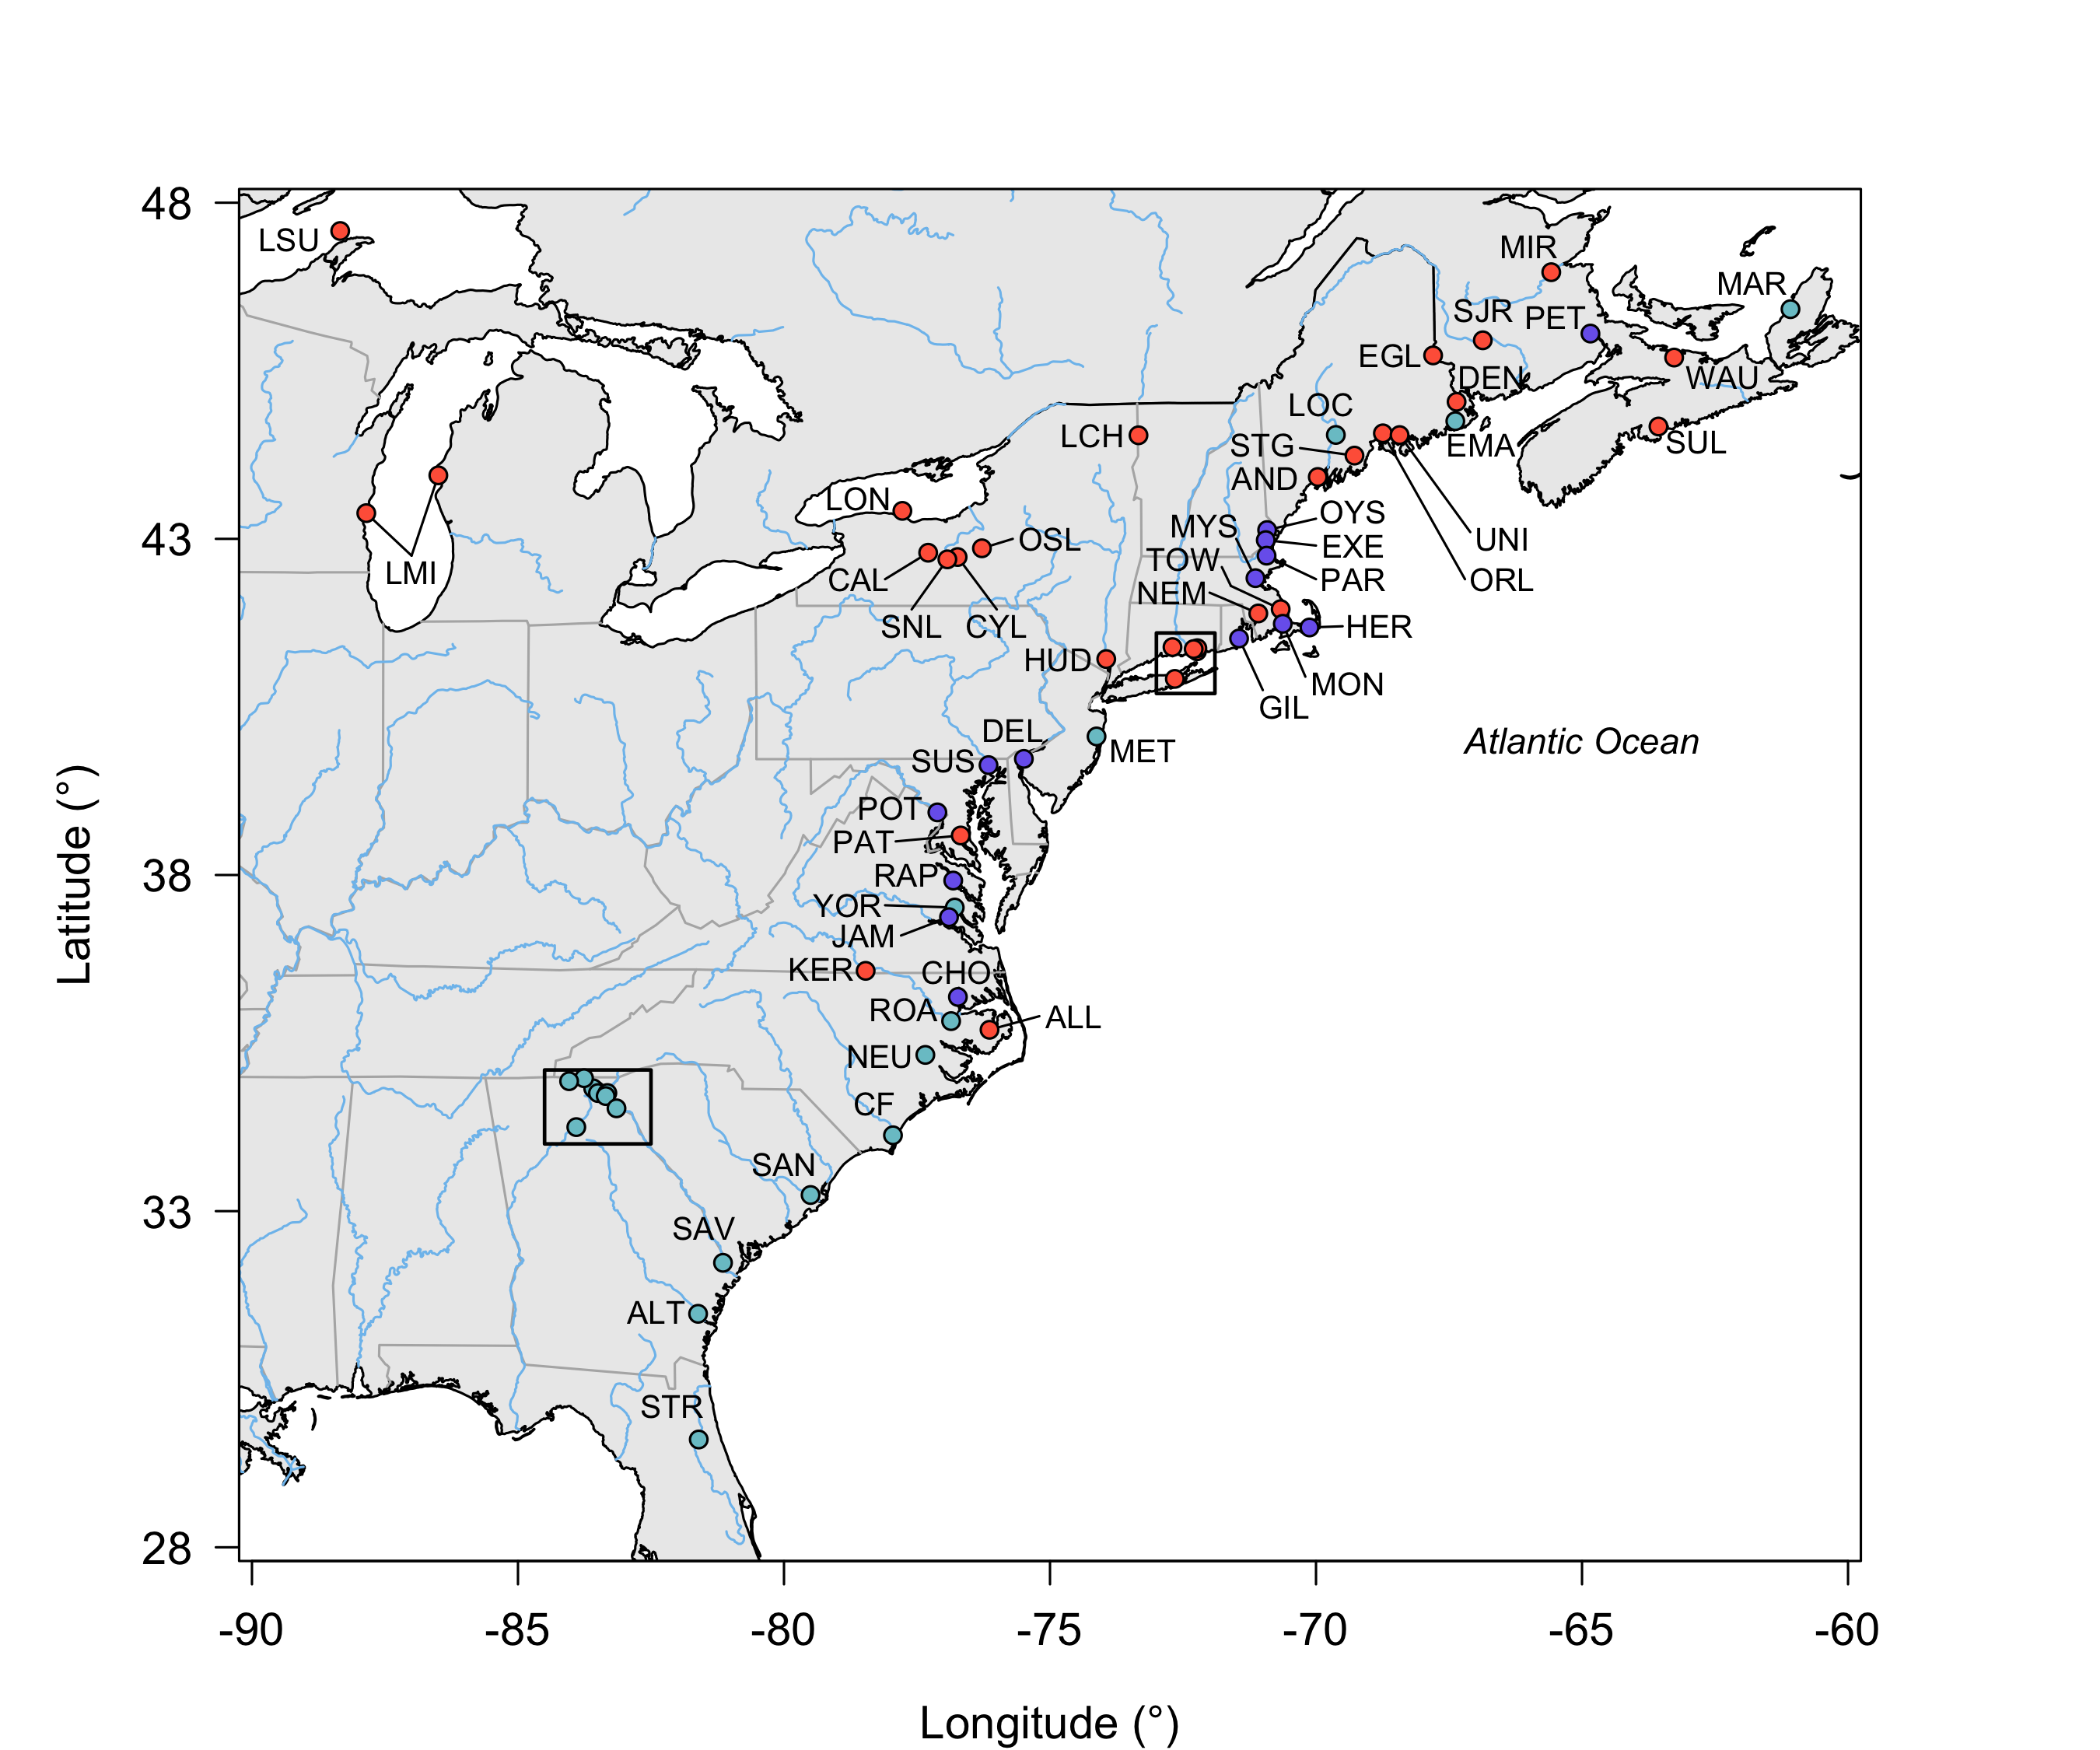 48
43
38
33
28
Latitude (°)
LSU
MIR
MAR
SJR
PET
EGL
DEN
WAU
LOC
LCH
STG
EMA
SUL
AND
LON
OYS
MYS
OSL
UNI
EXE
TOW
CAL
PAR
ORL
LMI
NEM
SNL
CYL
HER
HUD
MON
GIL
DEL
Atlantic Ocean
MET
SUS
POT
PAT
RAP
YOR
JAM
KER
CHO
ROA
ALL
NEU
CF
SAN
SAV
ALT
STR
-90
-85
-80
-75
-70
-65
-60
Longitude (°)